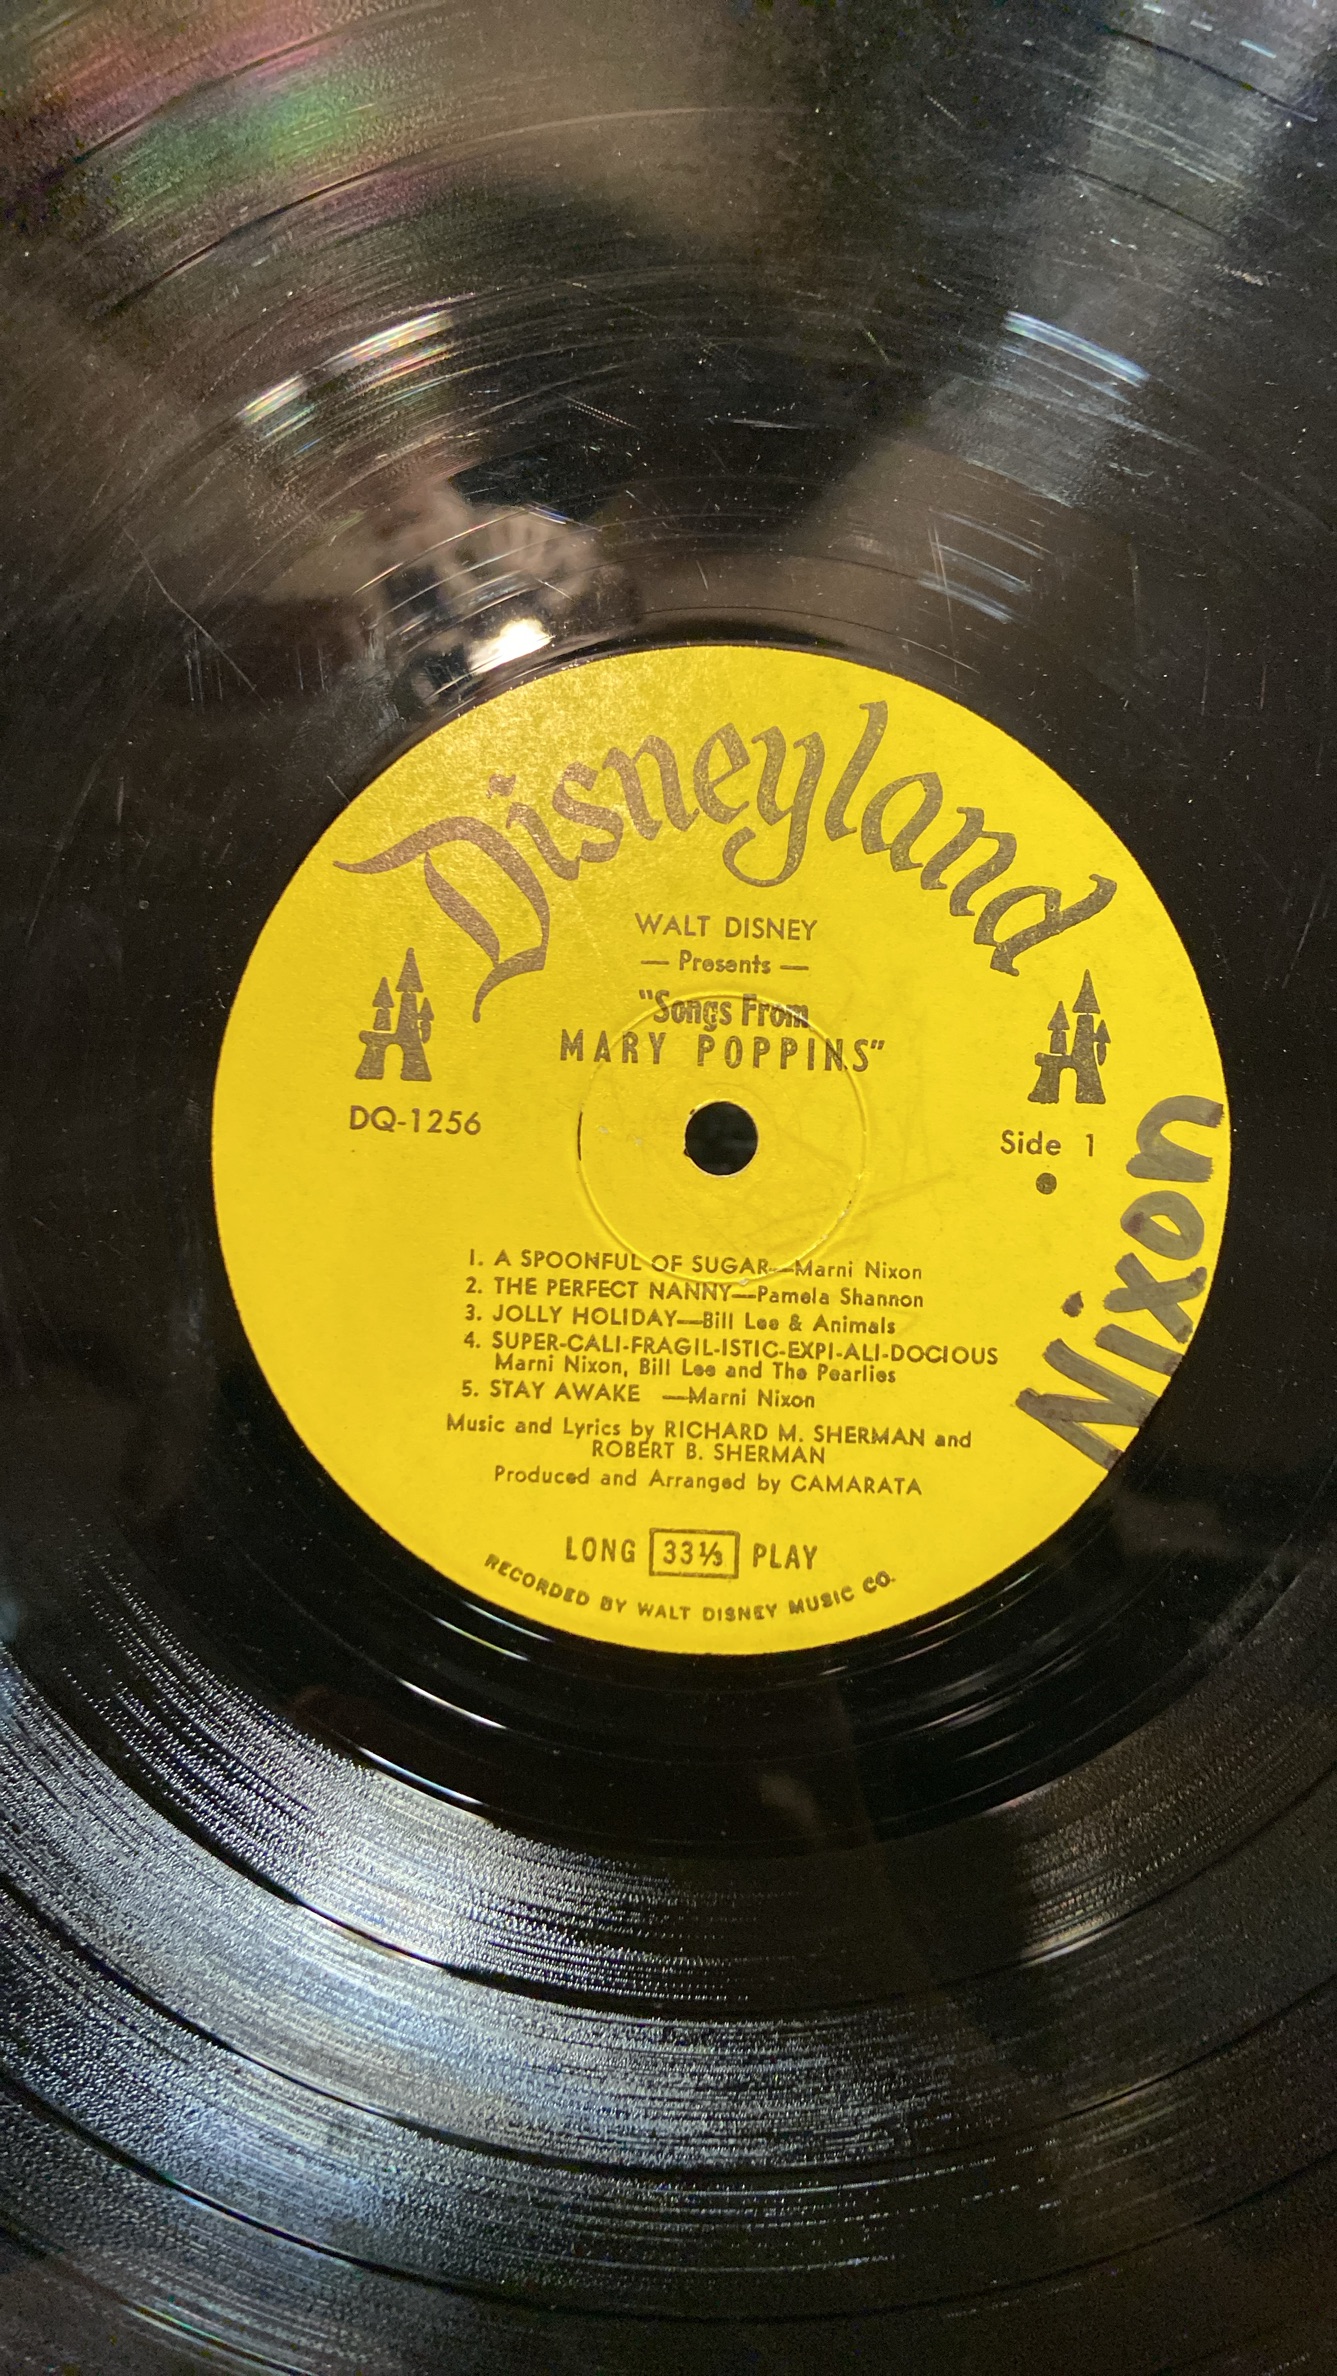 Disneyland
WALT DISNEY
— Presents —
"Songs From
MARY POPPINS"
DQ-1256
Side 1
Nixon
1. A SPOONFUL OF SUGAR—Marni Nixon
2. THE PERFECT NANNY—Pamela Shannon
3. JOLLY HOLIDAY—Bill Lee & Animals
4. SUPER-CALI-FRAGIL-ISTIC-EXPI-ALI-DOCIOUS
Marni Nixon, Bill Lee and The Pearlies
5. STAY AWAKE —Marni Nixon
Music and Lyrics by RICHARD M. SHERMAN and
ROBERT B. SHERMAN
Produced and Arranged by CAMARATA
LONG 33⅓ PLAY
RECORDED BY WALT DISNEY MUSIC CO.